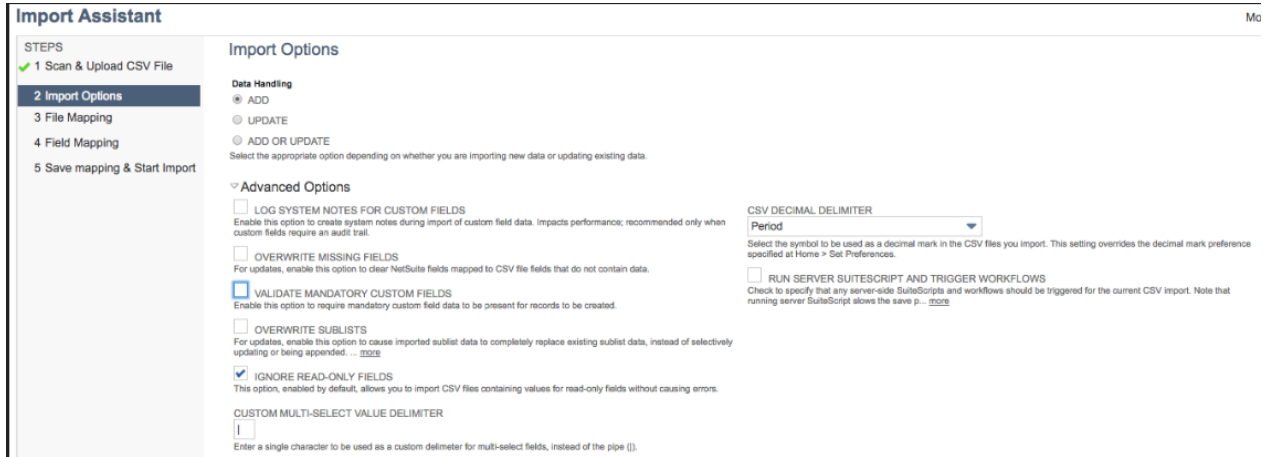 Import Assistant
Mo
STEPS
1 Scan & Upload CSV File
2 Import Options
3 File Mapping
4 Field Mapping
5 Save mapping & Start Import
Import Options
Data Handling
ADD
UPDATE
ADD OR UPDATE
Select the appropriate option depending on whether you are importing new data or updating existing data.
Advanced Options
LOG SYSTEM NOTES FOR CUSTOM FIELDS
Enable this option to create system notes during import of custom field data. Impacts performance; recommended only when
custom fields require an audit trail.
OVERWRITE MISSING FIELDS
For updates, enable this option to clear NetSuite fields mapped to CSV file fields that do not contain data.
VALIDATE MANDATORY CUSTOM FIELDS
Enable this option to require mandatory custom field data to be present for records to be created.
OVERWRITE SUBLISTS
For updates, enable this option to cause imported sublist data to completely replace existing sublist data, instead of selectively
updating or being appended. ... more
IGNORE READ-ONLY FIELDS
This option, enabled by default, allows you to import CSV files containing values for read-only fields without causing errors.
CUSTOM MULTI-SELECT VALUE DELIMITER
|
Enter a single character to be used as a custom delimeter for multi-select fields, instead of the pipe (|).
CSV DECIMAL DELIMITER
Period
Select the symbol to be used as a decimal mark in the CSV files you import. This setting overrides the decimal mark preference
specified at Home > Set Preferences.
RUN SERVER SUITESCRIPT AND TRIGGER WORKFLOWS
Check to specify that any server-side SuiteScripts and workflows should be triggered for the current CSV import. Note that
running server SuiteScript slows the save p... more